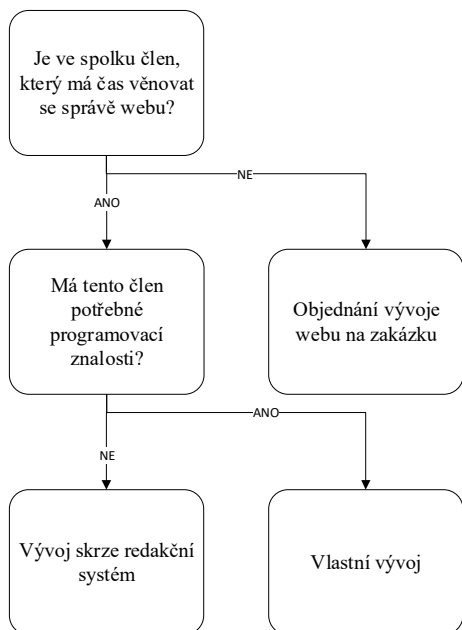 Je ve spolku člen,
který má čas věnovat
se správě webu?
NE
ANO
Má tento člen
potřebné
programovací
znalosti?
Objednání vývoje
webu na zakázku
ANO
NE
Vývoj skrze redakční
systém
Vlastní vývoj